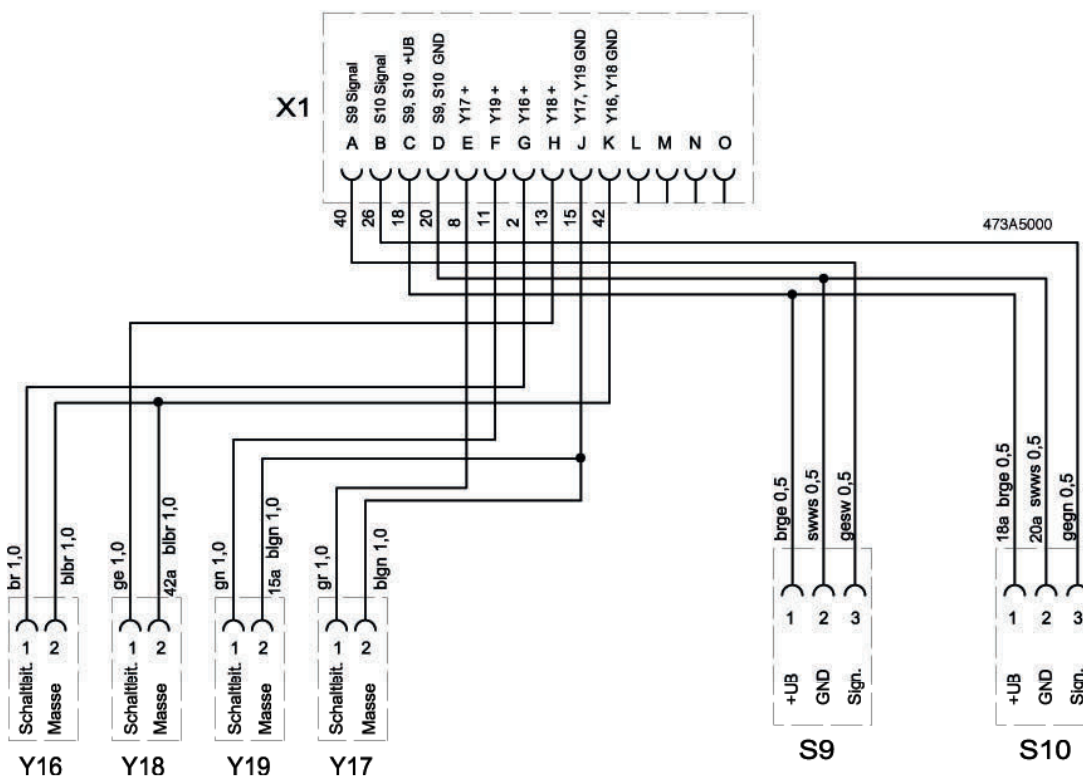 X1
S9 Signal
S10 Signal
S9, S10 +UB
S9, S10 GND
Y17 +
Y19 +
Y16 +
Y18 +
Y17, Y19 GND
Y16, Y18 GND
A B C D E F G H J K L M N O
40 26 18 20 8 11 2 13 15 42
473A5000
br 1,0
blbr 1,0
ge 1,0
42a blbr 1,0
gn 1,0
15a blgn 1,0
gr 1,0
blgn 1,0
brge 0,5
swws 0,5
gesw 0,5
18a brge 0,5
20a swws 0,5
gegn 0,5
1 2
1 2
1 2
1 2
1 2 3
1 2 3
Schaltleit.
Masse
Schaltleit.
Masse
Schaltleit.
Masse
Schaltleit.
Masse
+UB
GND
Sign.
+UB
GND
Sign.
Y16
Y18
Y19
Y17
S9
S10